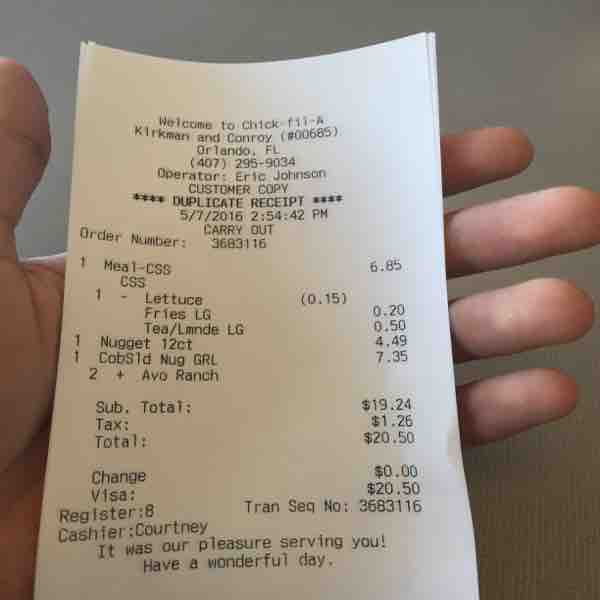 Welcome to Chick-fil-A
Kirkman and Conroy (#00685)
Orlando, FL
(407) 295-9034
Operator: Eric Johnson
CUSTOMER COPY
**** DUPLICATE RECEIPT ****
5/7/2016 2:54:42 PM
CARRY OUT
Order Number: 3683116
1 Meal-CSS 6.85
CSS
1 - Lettuce (0.15)
Fries LG 0.20
Tea/Lmnde LG 0.50
1 Nugget 12ct 4.49
1 CobSld Nug GRL 7.35
2 + Avo Ranch
Sub. Total: $19.24
Tax: $1.26
Total: $20.50
Change $0.00
Visa: $20.50
Register:8 Tran Seq No: 3683116
Cashier:Courtney
It was our pleasure serving you!
Have a wonderful day.